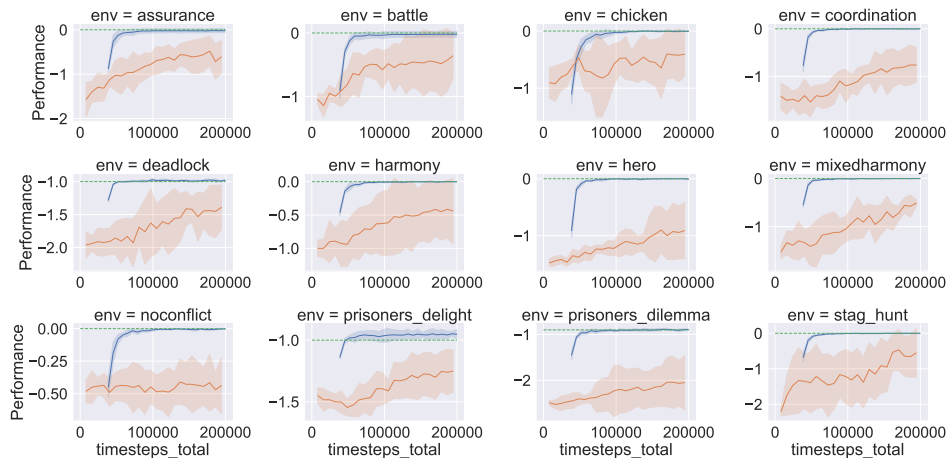 env = assurance
env = battle
env = chicken
env = coordination
Performance
0
−1
−2
0
−1
0
−1
0
−1
0 100000 200000
0 100000 200000
0 100000 200000
0 100000 200000
env = deadlock
env = harmony
env = hero
env = mixedharmony
Performance
−1.0
−1.5
−2.0
0.0
−0.5
−1.0
0
−1
0
−1
0 100000 200000
0 100000 200000
0 100000 200000
0 100000 200000
env = noconflict
env = prisoners_delight
env = prisoners_dilemma
env = stag_hunt
Performance
0.00
−0.25
−0.50
−1.0
−1.5
−1
−2
0
−1
−2
0 100000 200000
0 100000 200000
0 100000 200000
0 100000 200000
timesteps_total
timesteps_total
timesteps_total
timesteps_total